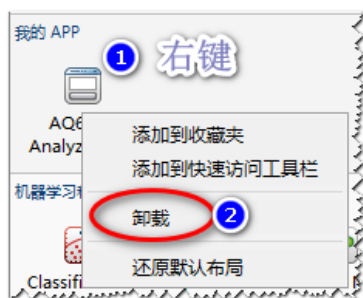 我的 APP
1 右键
AQ6
Analyz
添加到收藏夹
添加到快速访问工具栏
机器学习
卸载 2
还原默认布局
Classifi